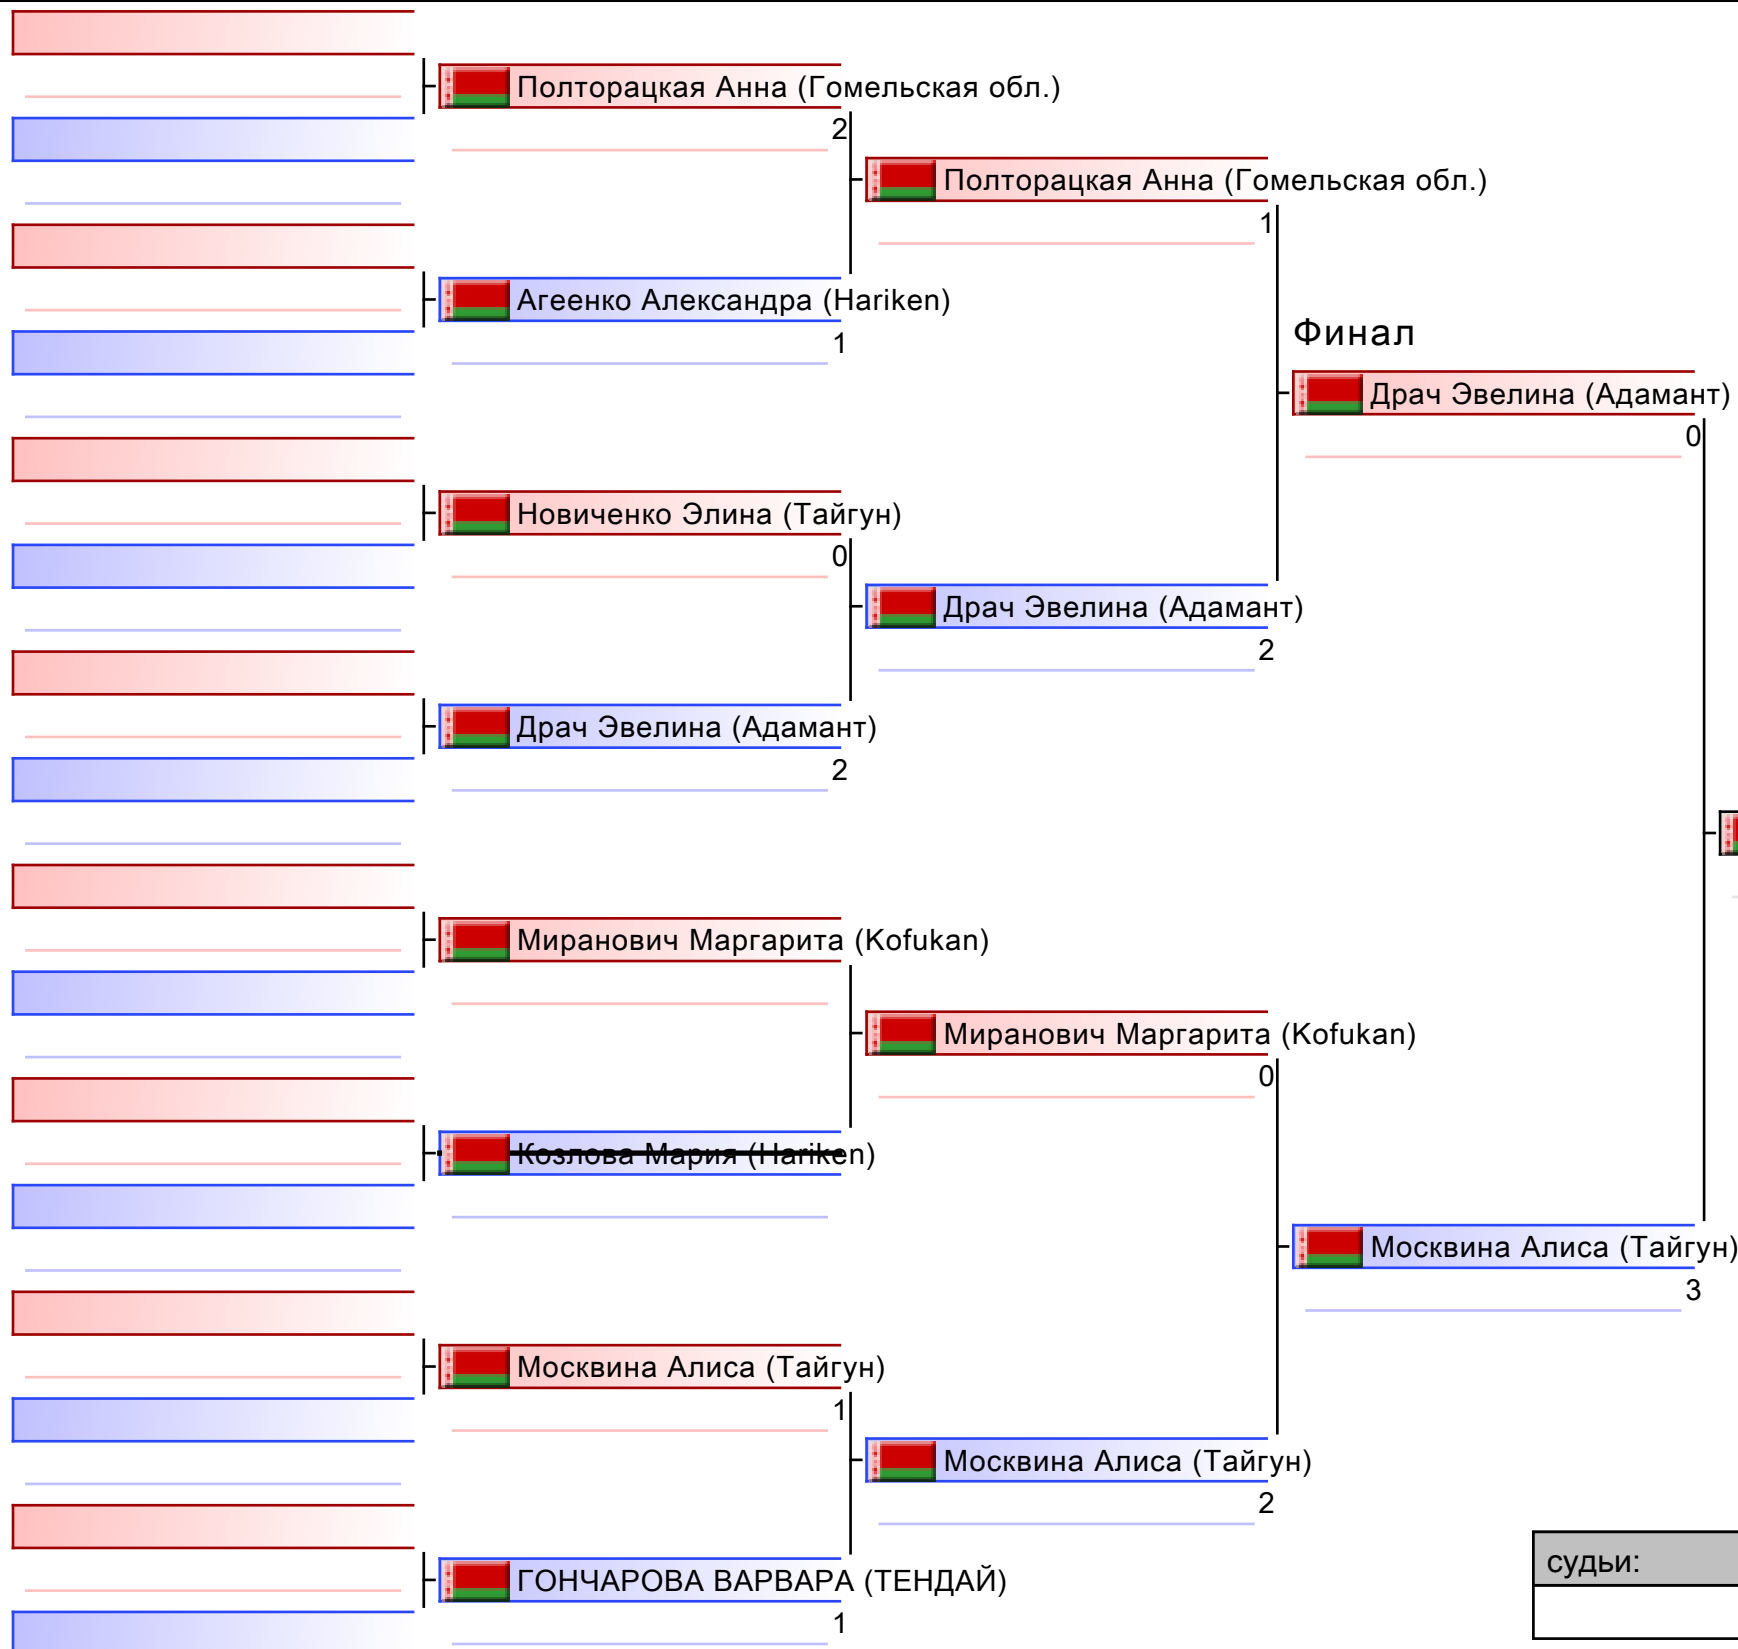 Полторацкая Анна (Гомельская обл.)
2
Полторацкая Анна (Гомельская обл.)
1
Агеенко Александра (Hariken)
1
Финал
Драч Эвелина (Адамант)
0
Новиченко Элина (Тайгун)
0
Драч Эвелина (Адамант)
2
Драч Эвелина (Адамант)
2
Миранович Маргарита (Kofukan)
Миранович Маргарита (Kofukan)
0
Козлова Мария (Hariken)
Москвина Алиса (Тайгун)
3
Москвина Алиса (Тайгун)
1
Москвина Алиса (Тайгун)
2
ГОНЧАРОВА ВАРВАРА (ТЕНДАЙ)
1
судьи: